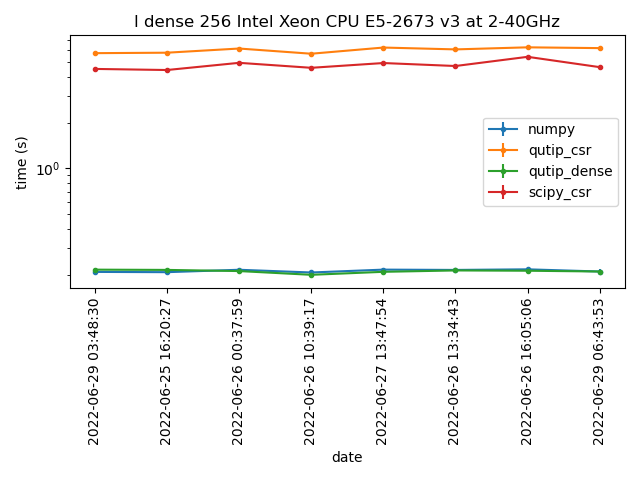 l dense 256 Intel Xeon CPU E5-2673 v3 at 2-40GHz
time (s)
10⁰
numpy
qutip_csr
qutip_dense
scipy_csr
2022-06-29 03:48:30
2022-06-25 16:20:27
2022-06-26 00:37:59
2022-06-26 10:39:17
2022-06-27 13:47:54
2022-06-26 13:34:43
2022-06-26 16:05:06
2022-06-29 06:43:53
date